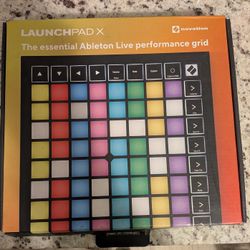 LAUNCHPAD X
novation
The essential Ableton Live performance grid